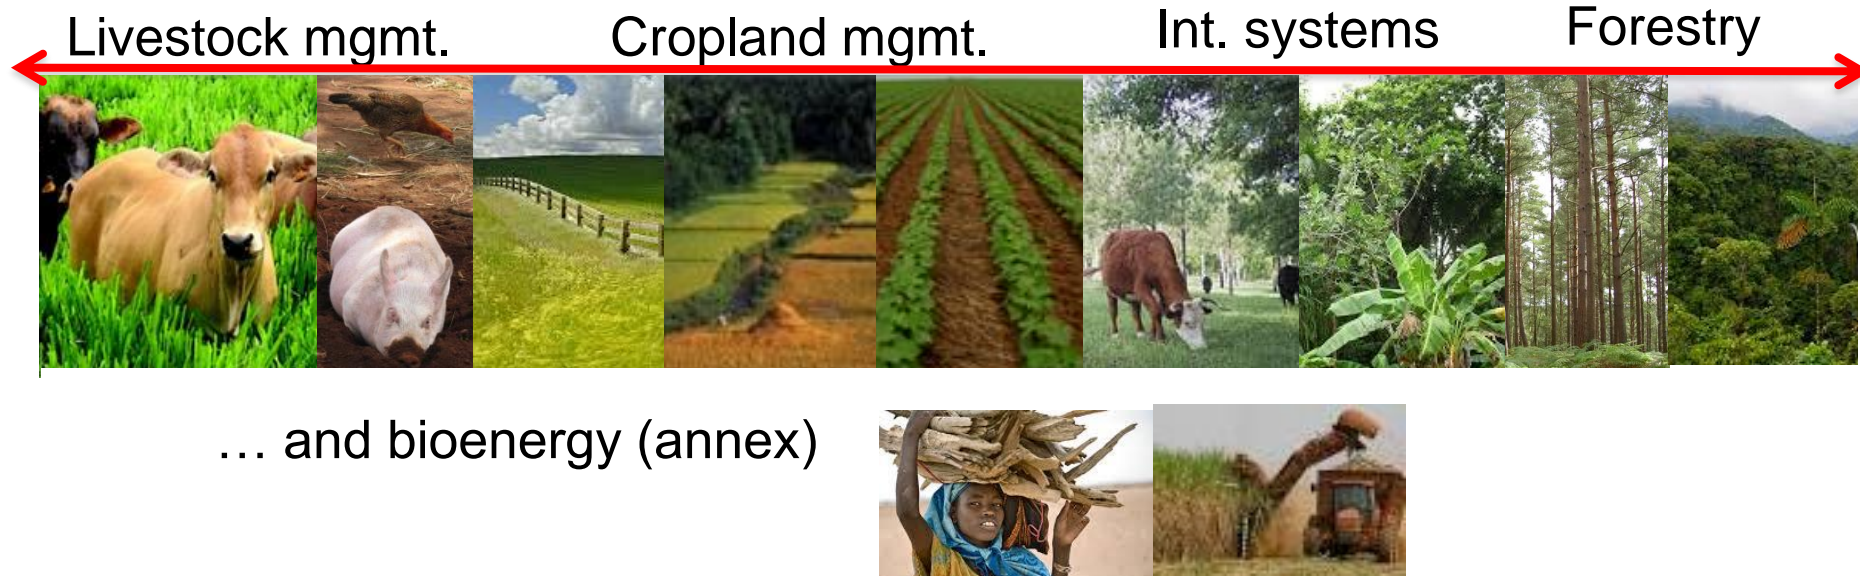 Livestock mgmt. Cropland mgmt. Int. systems Forestry
… and bioenergy (annex)